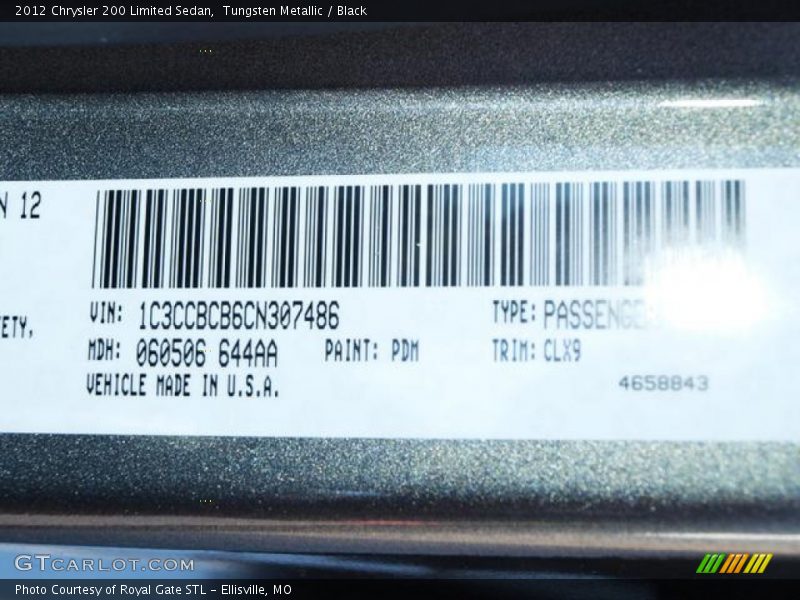 2012 Chrysler 200 Limited Sedan, Tungsten Metallic / Black
N 12
VIN: 1C3CCBCB6CN307486 TYPE: PASSENGE
ETY,
MDH: 060506 644AA PAINT: PDM TRIM: CLX9
VEHICLE MADE IN U.S.A. 4658843
GTCARLOT.COM
Photo Courtesy of Royal Gate STL - Ellisville, MO